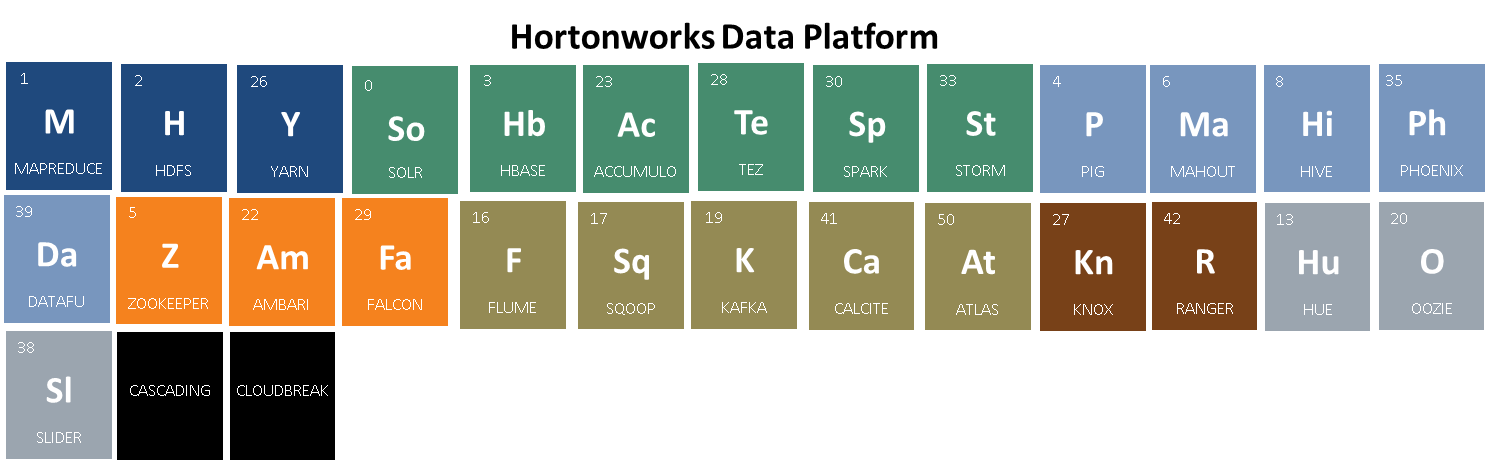 Hortonworks Data Platform
1
M
MAPREDUCE
2
H
HDFS
26
Y
YARN
0
So
SOLR
3
Hb
HBASE
23
Ac
ACCUMULO
28
Te
TEZ
30
Sp
SPARK
33
St
STORM
4
P
PIG
6
Ma
MAHOUT
8
Hi
HIVE
35
Ph
PHOENIX
39
Da
DATAFU
5
Z
ZOOKEEPER
22
Am
AMBARI
29
Fa
FALCON
16
F
FLUME
17
Sq
SQOOP
19
K
KAFKA
41
Ca
CALCITE
50
At
ATLAS
27
Kn
KNOX
42
R
RANGER
13
Hu
HUE
20
O
OOZIE
38
Sl
SLIDER
CASCADING
CLOUDBREAK